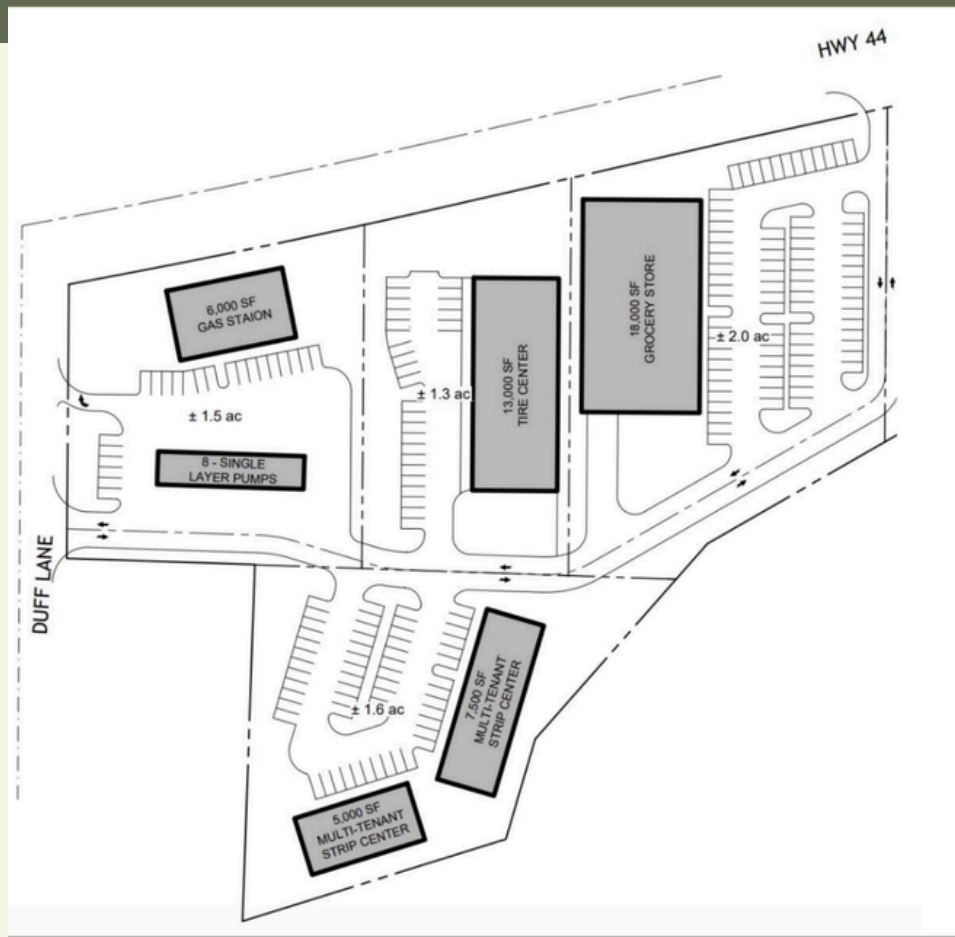 HWY 44
6,000 SF
GAS STAION
± 1.5 ac
8 - SINGLE
LAYER PUMPS
± 1.3 ac
13,000 SF
TIRE CENTER
18,000 SF
GROCERY STORE
± 2.0 ac
DUFF LANE
± 1.6 ac
7,500 SF
MULTI-TENANT
STRIP CENTER
5,000 SF
MULTI-TENANT
STRIP CENTER